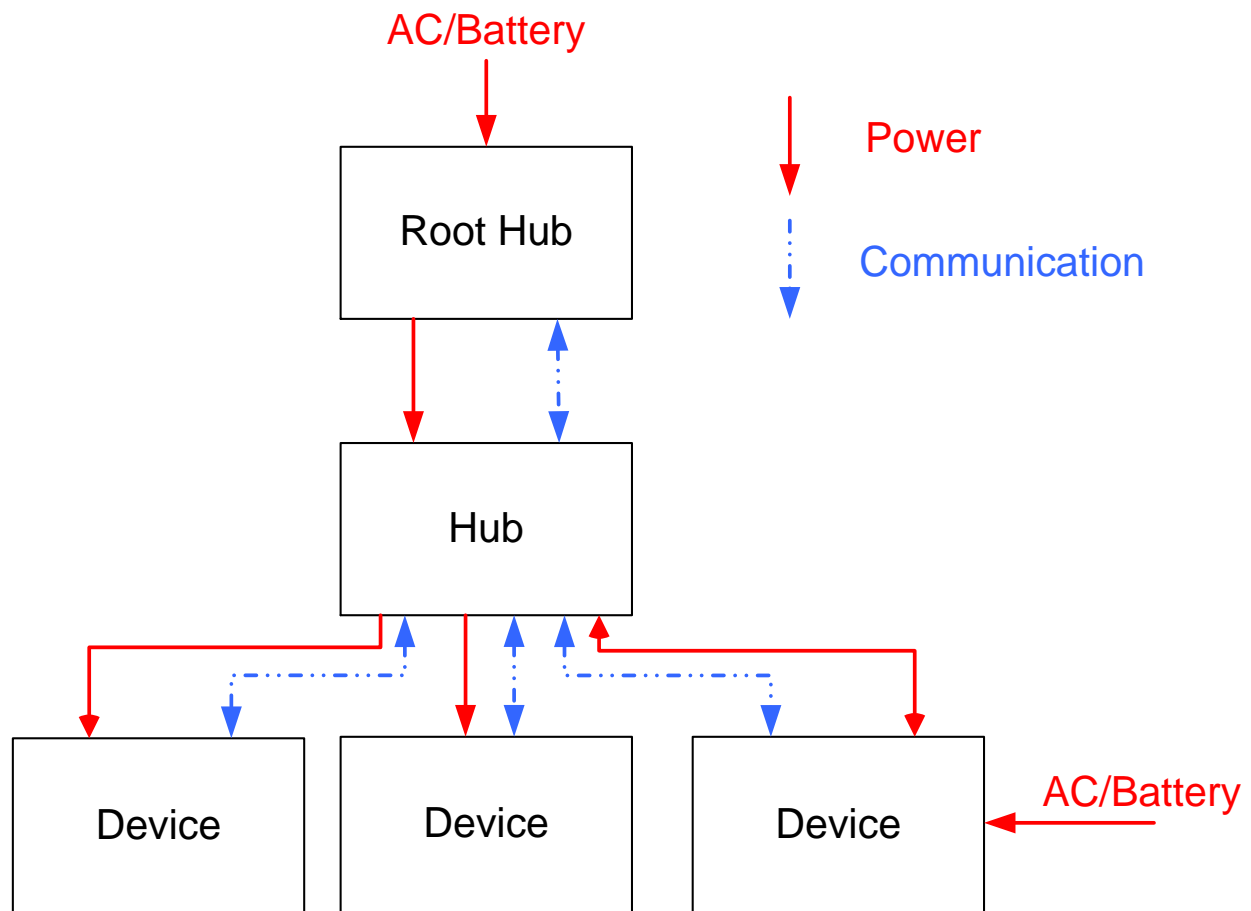 AC/Battery
Power
Root Hub
Communication
Hub
Device
Device
Device
AC/Battery